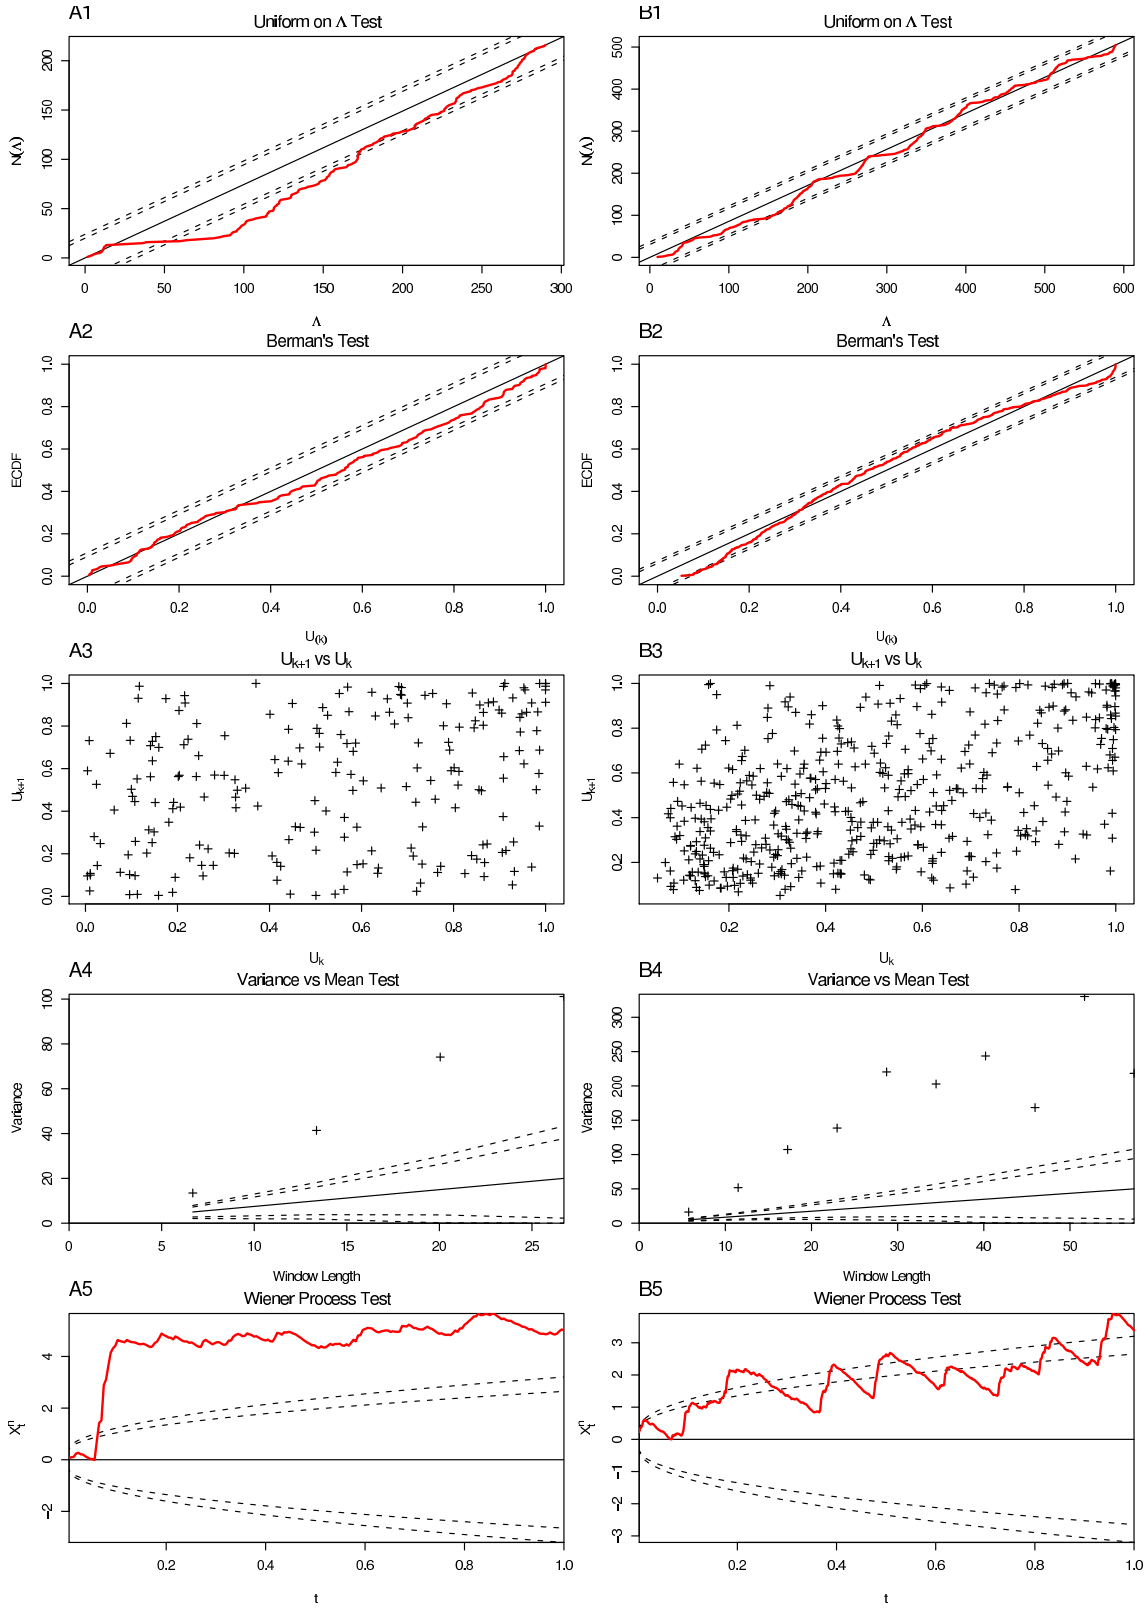 A1
Uniform on Λ Test
N(Λ)
0 50 100 150 200
0 50 100 150 200 250 300
Λ
B1
Uniform on Λ Test
N(Λ)
0 100 200 300 400 500
0 100 200 300 400 500 600
Λ
A2
Berman's Test
ECDF
0.0 0.2 0.4 0.6 0.8 1.0
0.0 0.2 0.4 0.6 0.8 1.0
U(k)
B2
Berman's Test
ECDF
0.0 0.2 0.4 0.6 0.8 1.0
0.0 0.2 0.4 0.6 0.8 1.0
U(k)
A3
Uk+1 vs Uk
Uk+1
0.0 0.2 0.4 0.6 0.8 1.0
0.0 0.2 0.4 0.6 0.8 1.0
Uk
B3
Uk+1 vs Uk
Uk+1
0.2 0.4 0.6 0.8 1.0
0.2 0.4 0.6 0.8 1.0
Uk
A4
Variance vs Mean Test
Variance
0 20 40 60 80 100
0 5 10 15 20 25
Window Length
B4
Variance vs Mean Test
Variance
0 50 100 150 200 250 300
0 10 20 30 40 50
Window Length
A5
Wiener Process Test
Xtn
−2 0 2 4
0.2 0.4 0.6 0.8 1.0
t
B5
Wiener Process Test
Xtn
−3 −2 −1 0 1 2 3
0.2 0.4 0.6 0.8 1.0
t